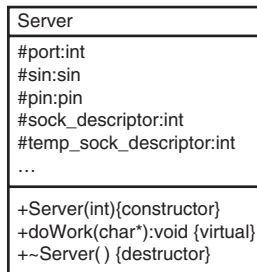 Server
#port:int
#sin:sin
#pin:pin
#sock_descriptor:int
#temp_sock_descriptor:int
…
+Server(int){constructor}
+doWork(char*):void {virtual}
+~Server( ) {destructor}